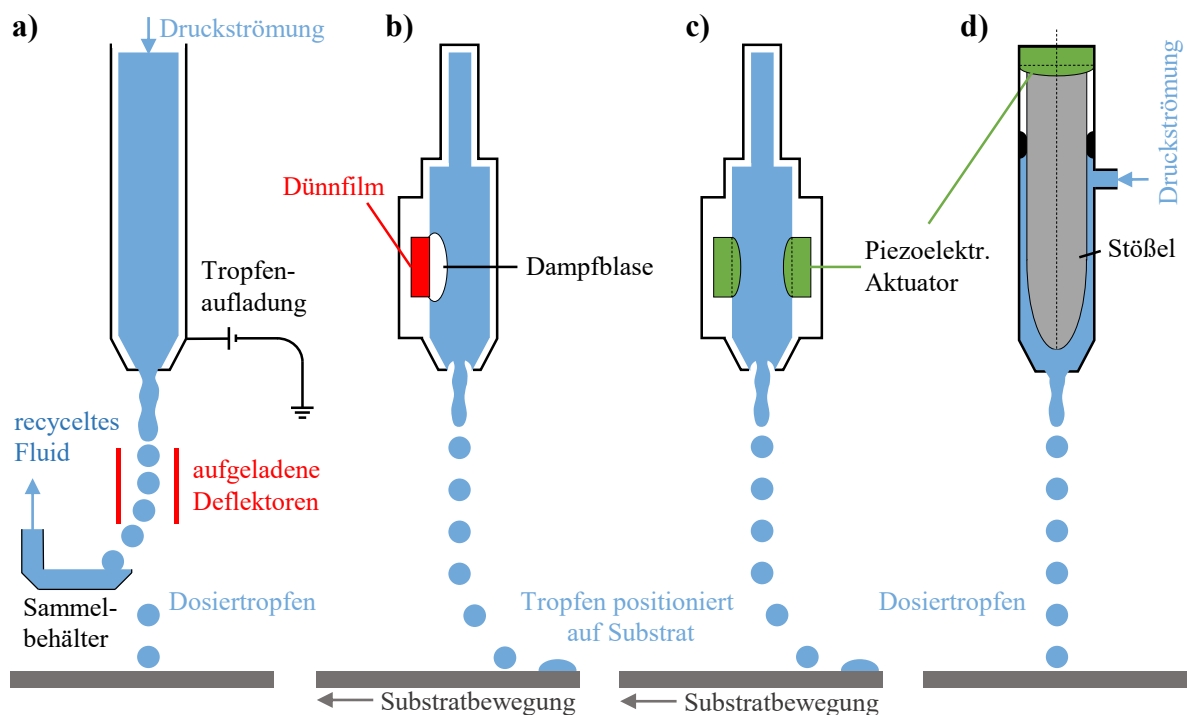 a)
Druckströmung
b)
c)
d)
Druckströmung
Dünnfilm
Tropfen-
aufladung
Dampfblase
Piezoelektr.
Aktuator
Stößel
recyceltes
Fluid
aufgeladene
Deflektoren
Sammel-
behälter
Dosiertropfen
Tropfen positioniert
auf Substrat
Dosiertropfen
Substratbewegung
Substratbewegung